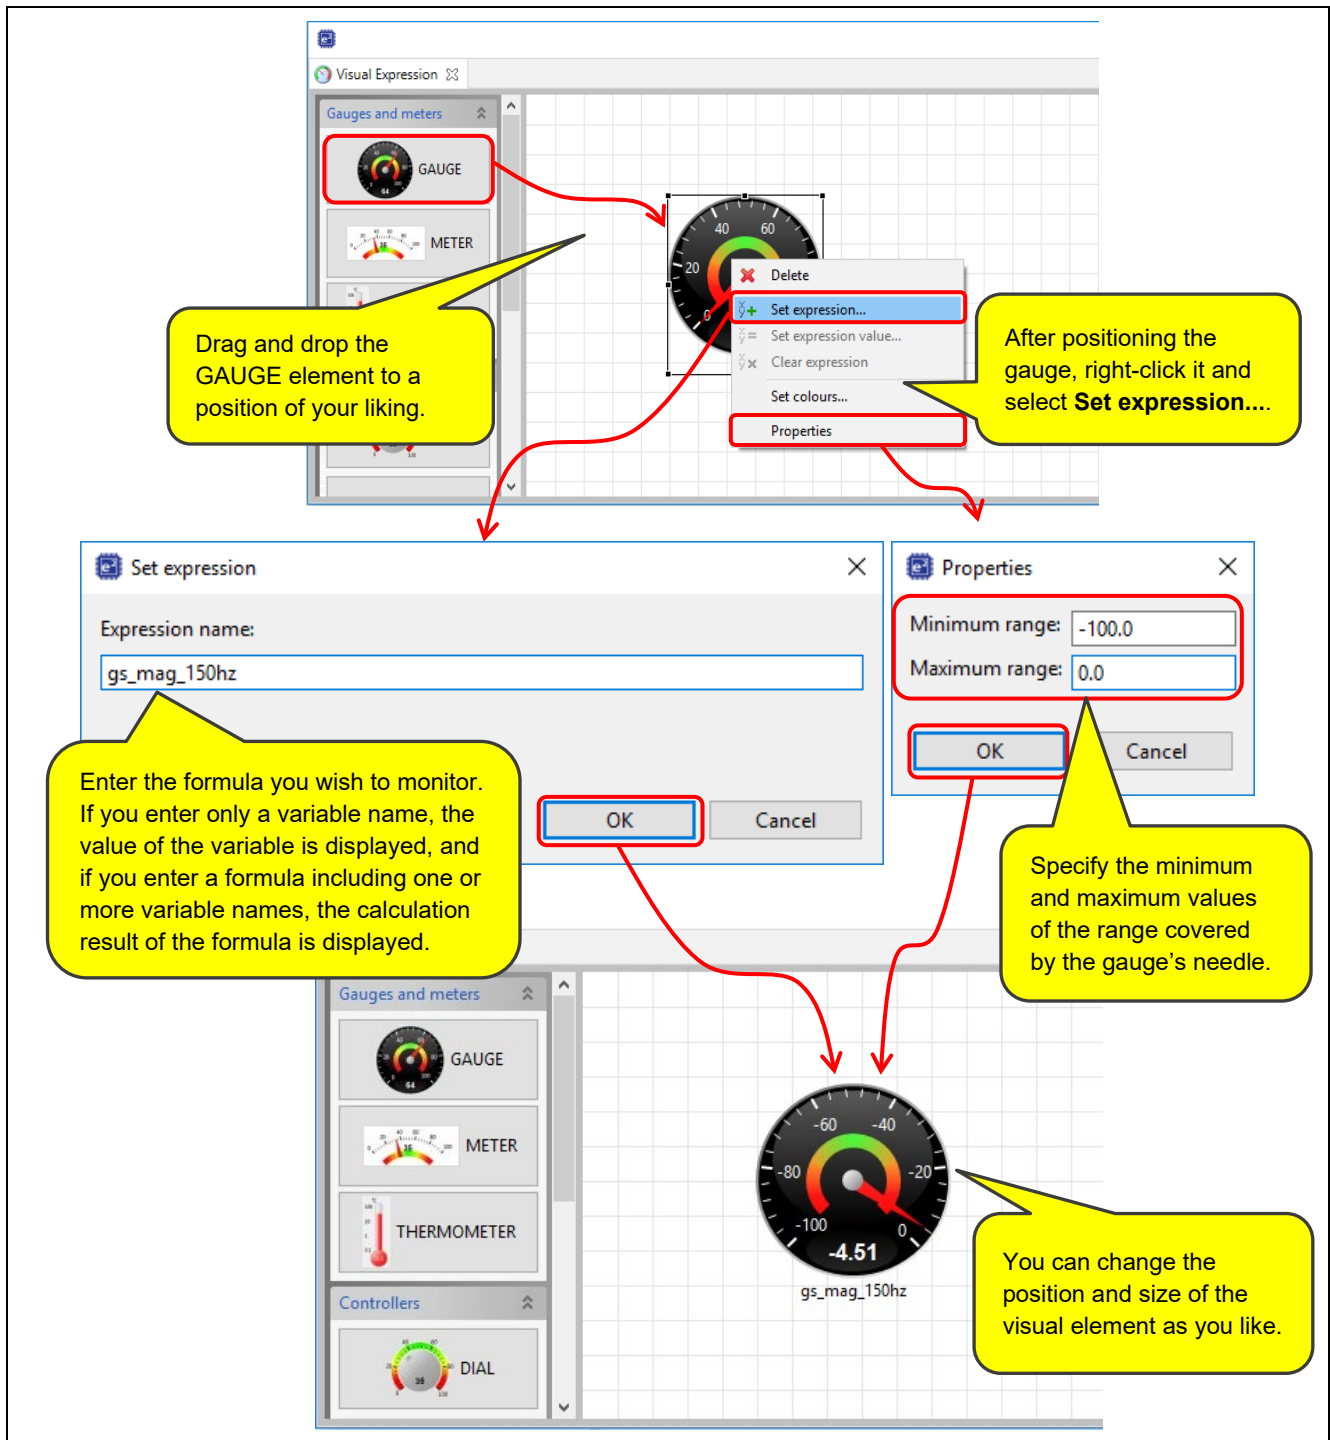 Visual Expression
Gauges and meters
GAUGE
METER
40
60
20
0
Delete
Set expression...
Set expression value...
Clear expression
Set colours...
Properties
Drag and drop the
GAUGE element to a
position of your liking.
After positioning the
gauge, right-click it and
select Set expression....
Set expression
Expression name:
gs_mag_150hz
OK
Cancel
Properties
Minimum range:
-100.0
Maximum range:
0.0
OK
Cancel
Enter the formula you wish to monitor.
If you enter only a variable name, the
value of the variable is displayed, and
if you enter a formula including one or
more variable names, the calculation
result of the formula is displayed.
Specify the minimum
and maximum values
of the range covered
by the gauge’s needle.
Gauges and meters
GAUGE
METER
THERMOMETER
Controllers
DIAL
-60
-40
-80
-20
-100
0
-4.51
gs_mag_150hz
You can change the
position and size of the
visual element as you like.